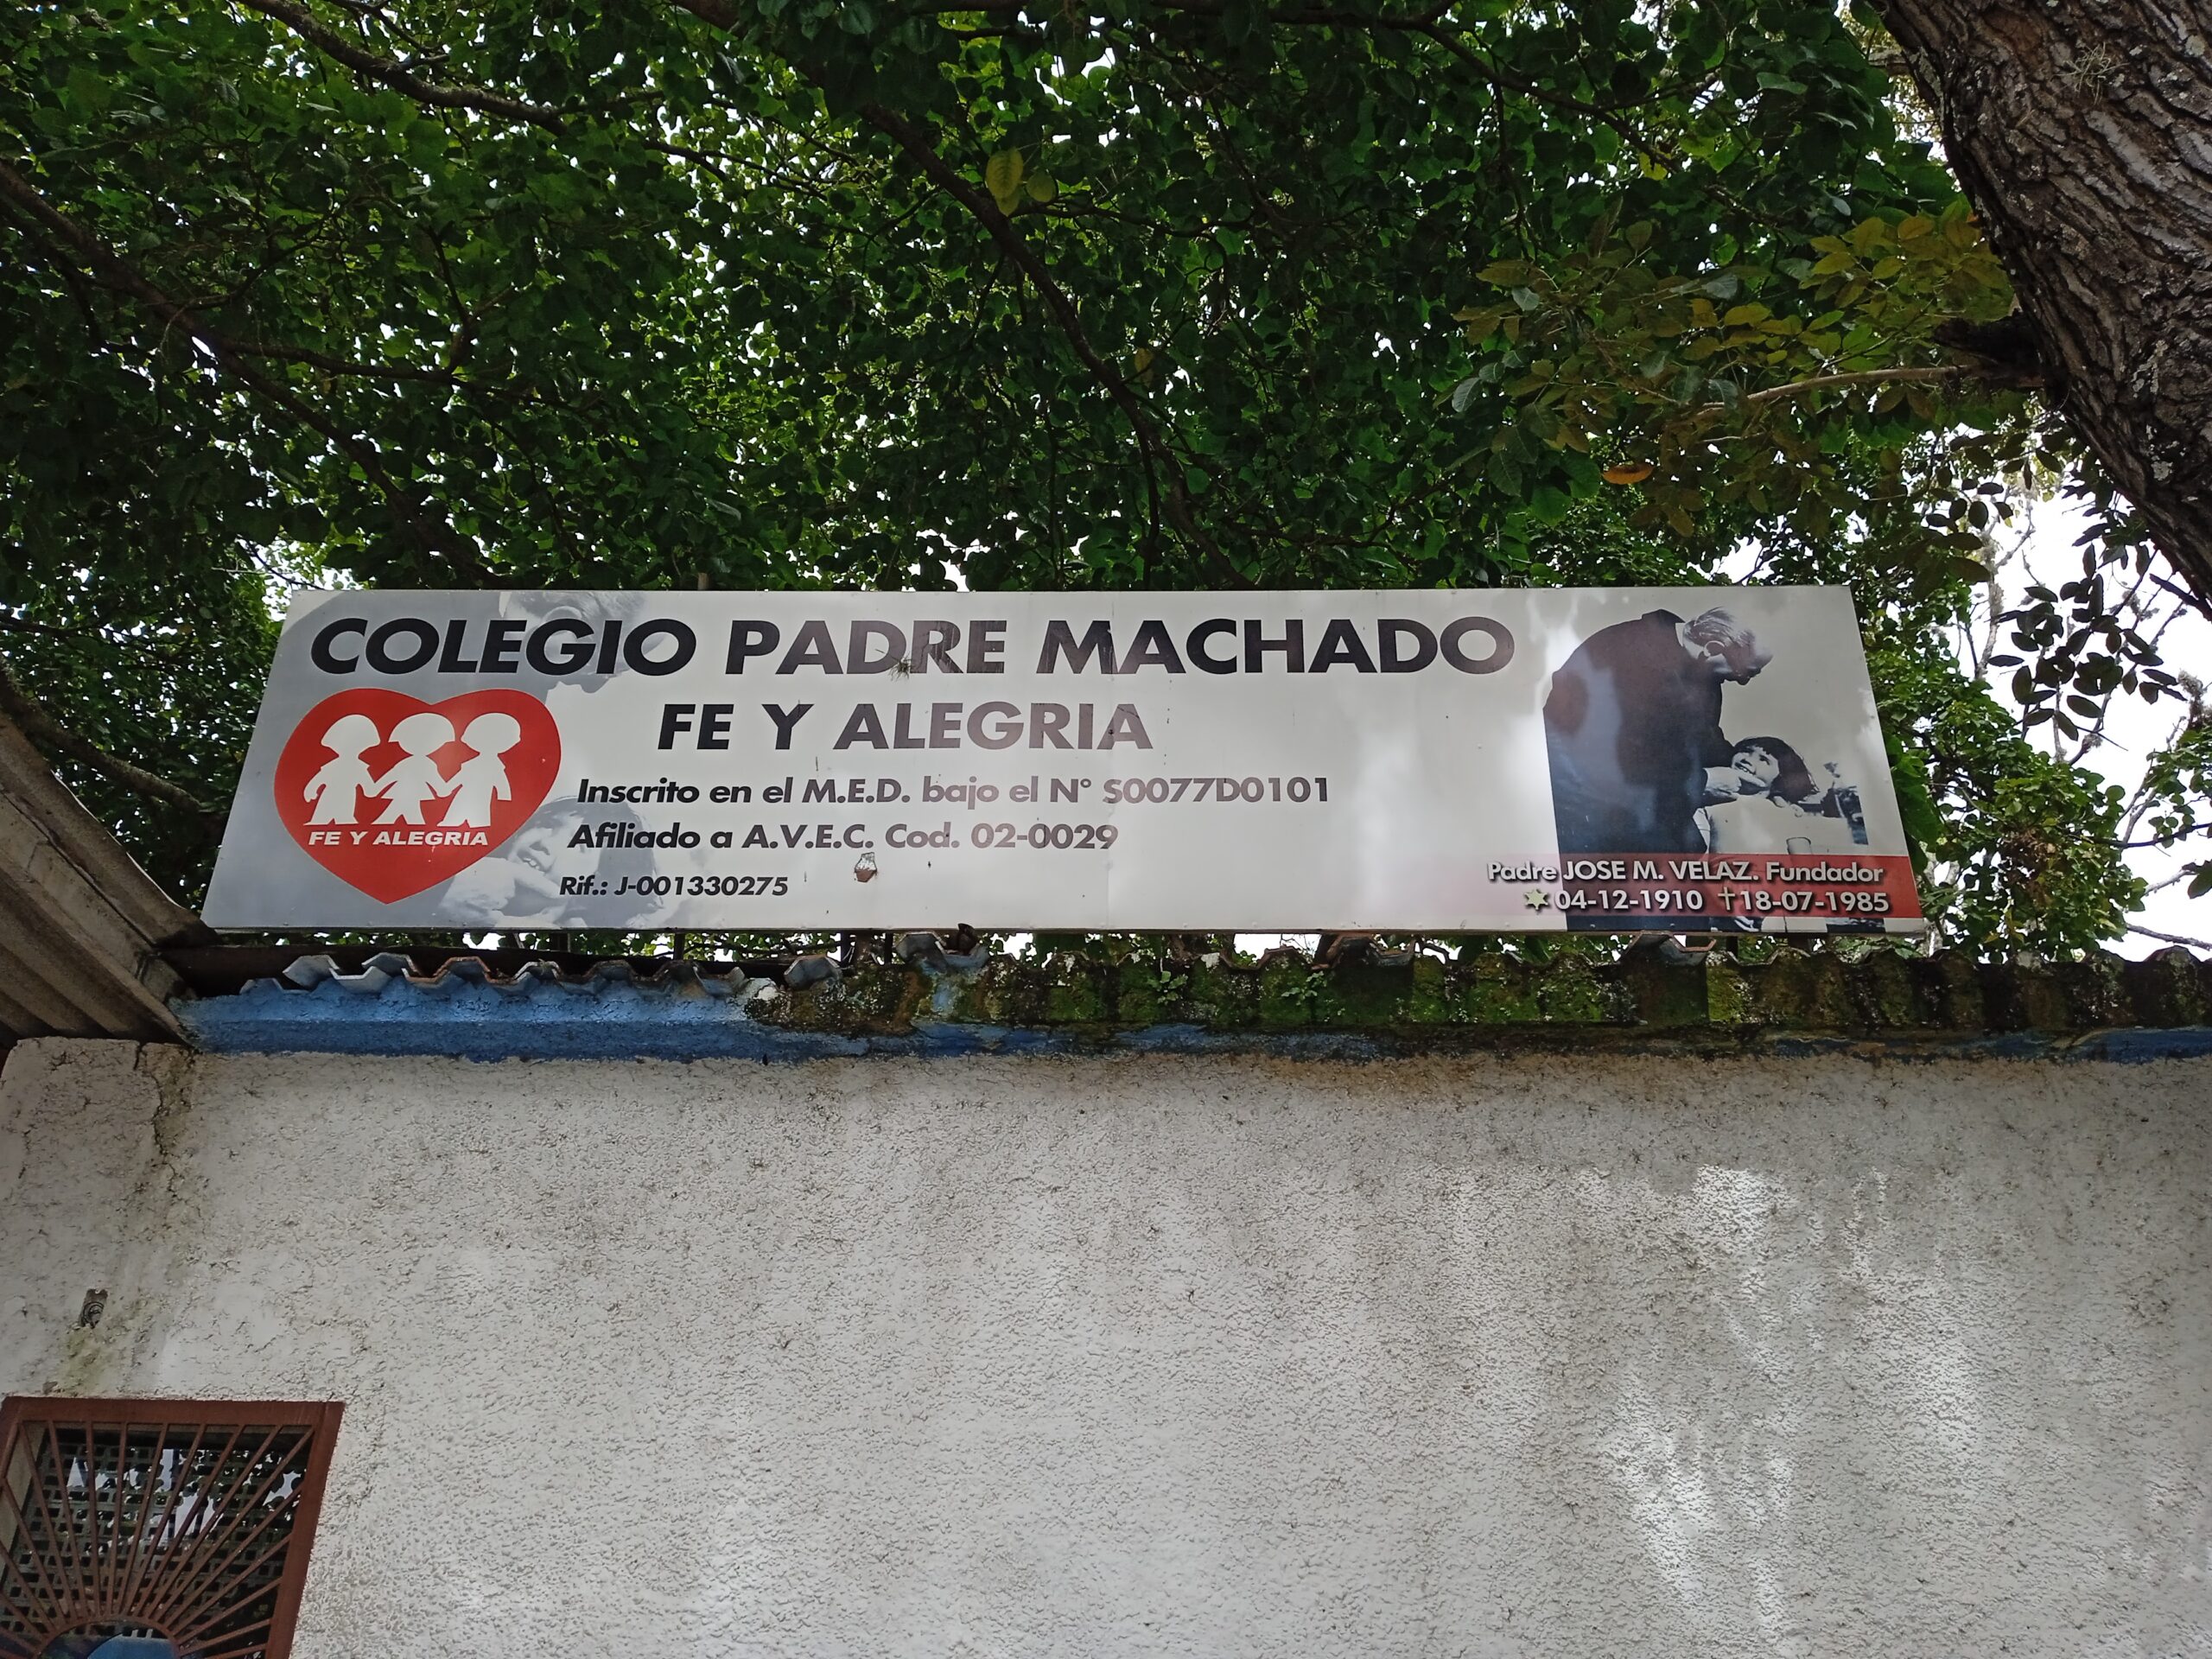 COLEGIO PADRE MACHADO
FE Y ALEGRIA
FE Y ALEGRIA
Inscrito en el M.E.D. bajo el N° S0077D0101
Afiliado a A.V.E.C. Cod. 02-0029
Rif.: J-001330275
Padre JOSE M. VELAZ. Fundador
04-12-1910 18-07-1985